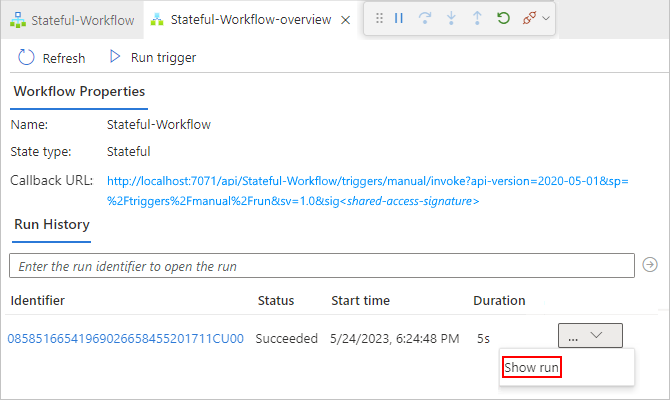 Stateful-Workflow Stateful-Workflow-overview
Refresh Run trigger
Workflow Properties
Name: Stateful-Workflow
State type: Stateful
Callback URL: http://localhost:7071/api/Stateful-Workflow/triggers/manual/invoke?api-version=2020-05-01&sp=
%2Ftriggers%2Fmanual%2Frun&sv=1.0&sig<shared-access-signature>
Run History
Enter the run identifier to open the run
Identifier Status Start time Duration
08585166541969026658455201711CU00 Succeeded 5/24/2023, 6:24:48 PM 5s ...
Show run